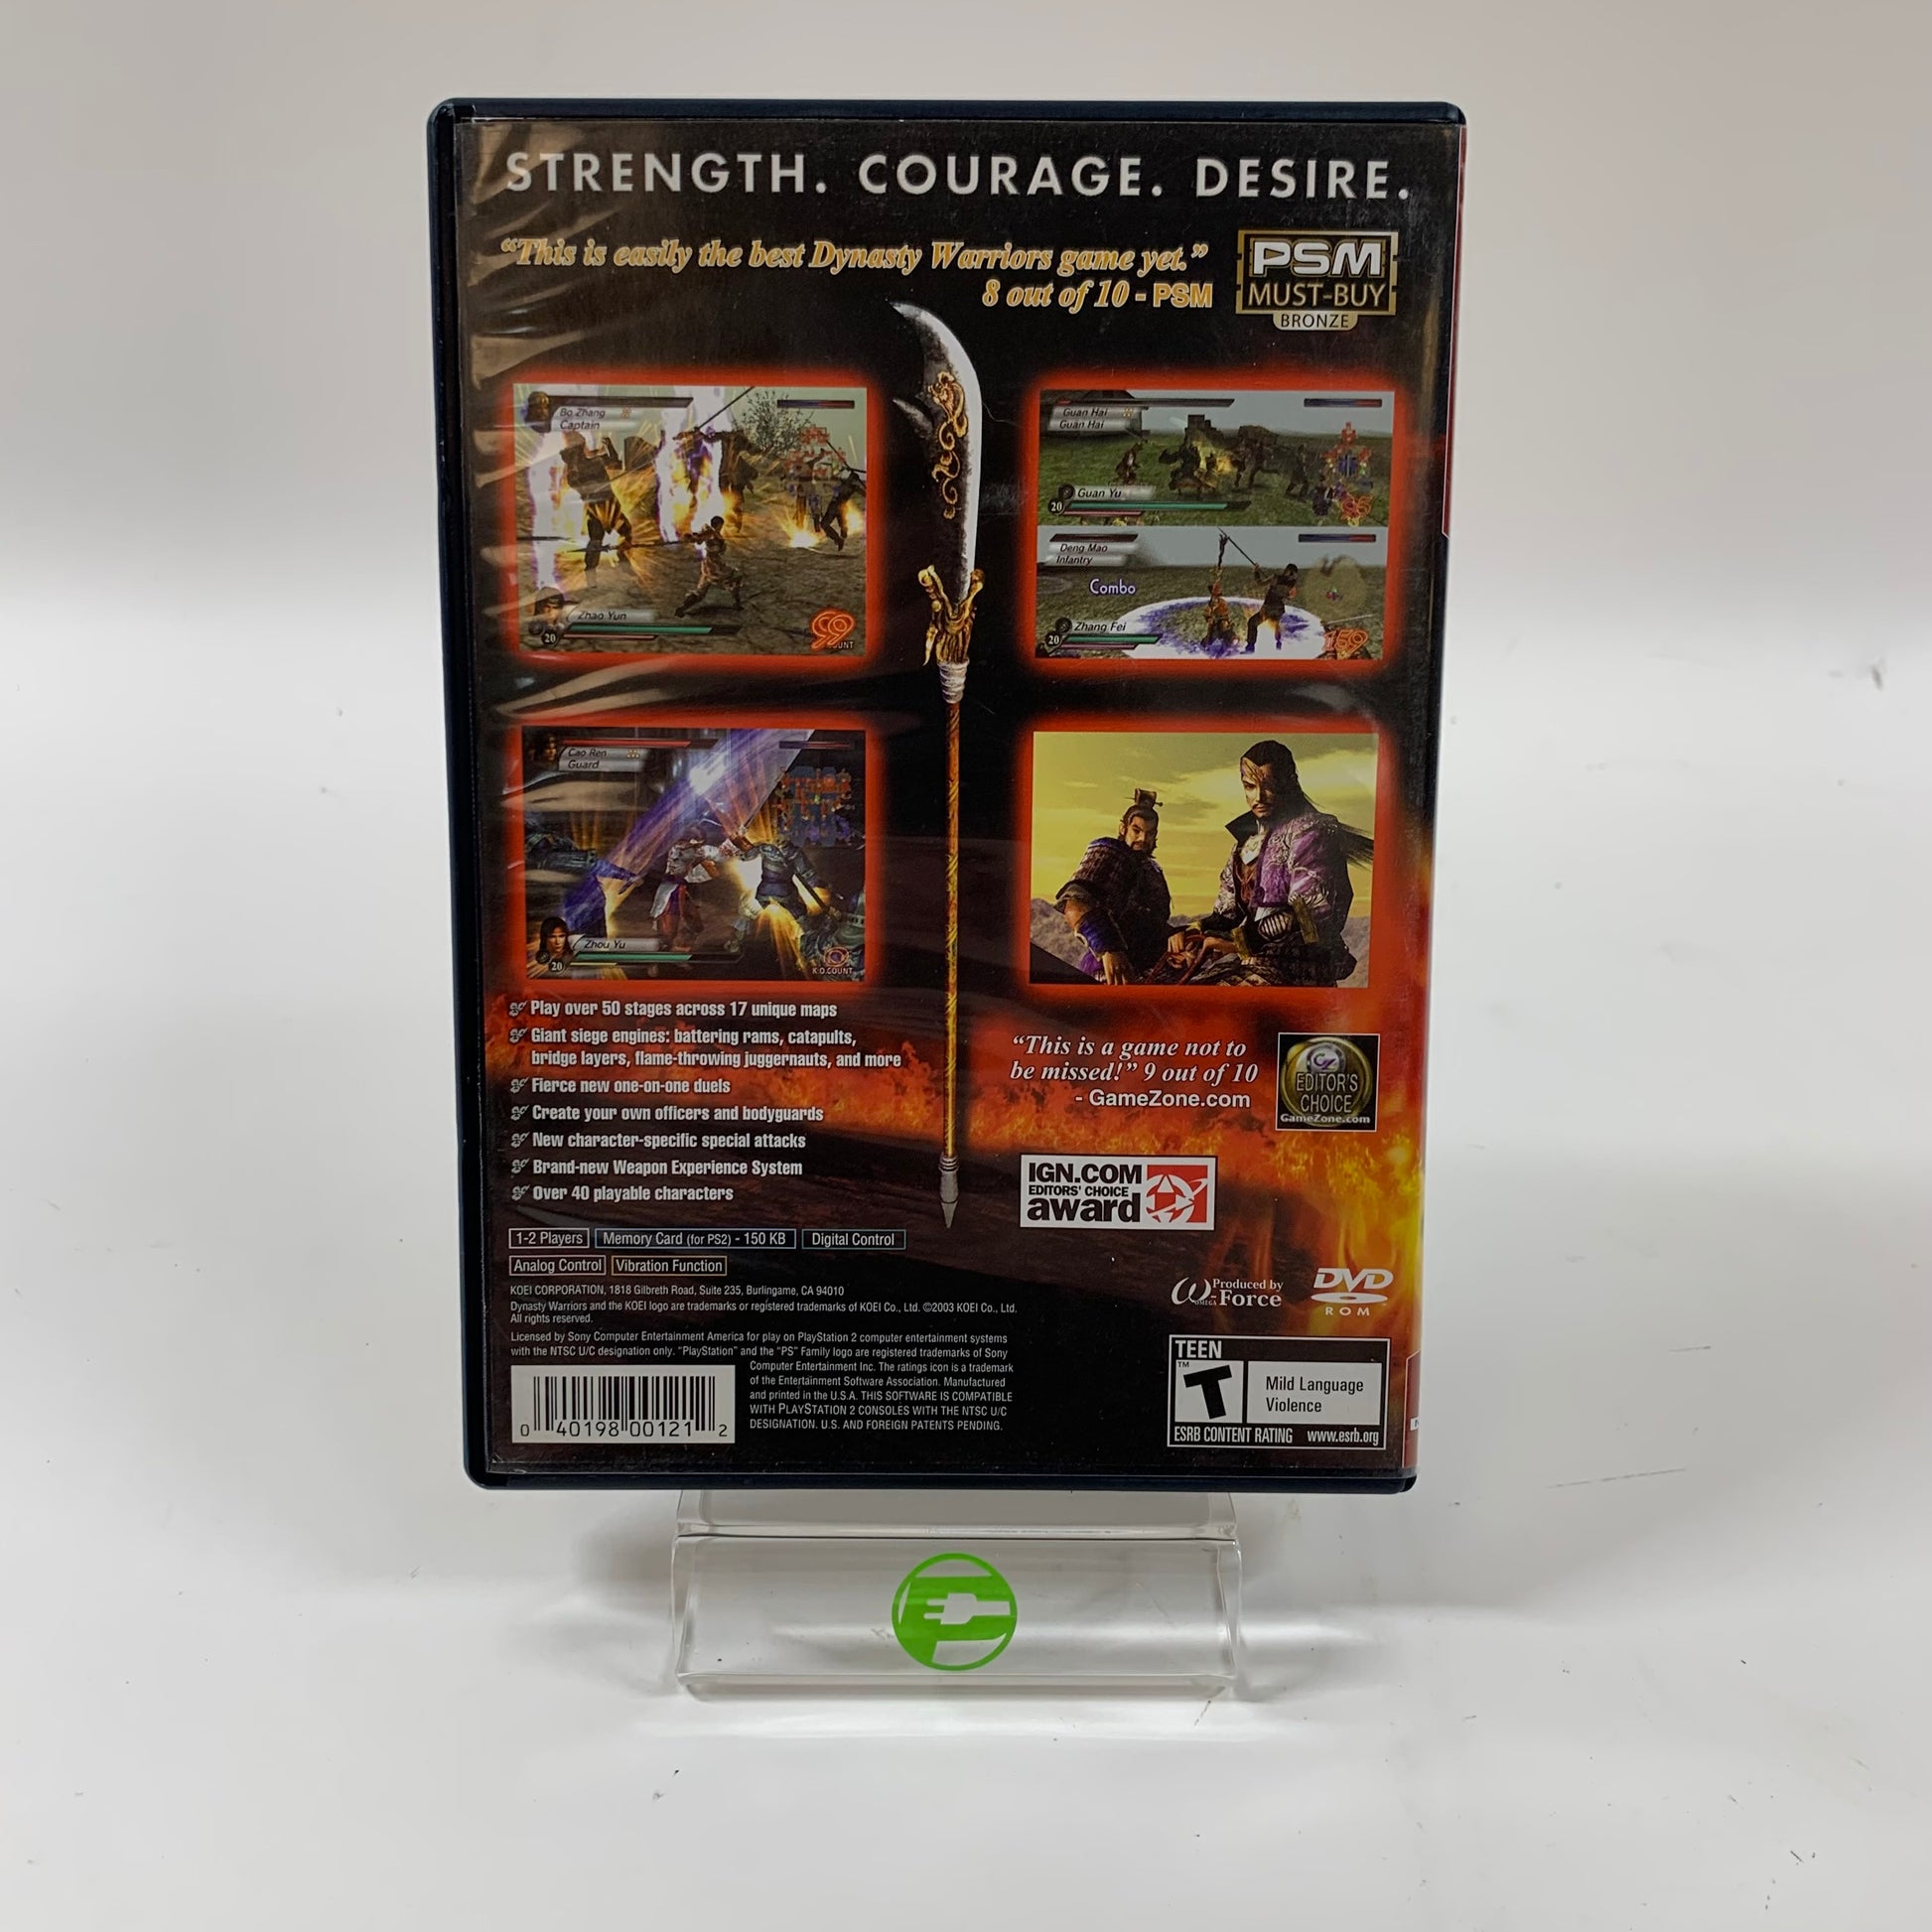 STRENGTH. COURAGE. DESIRE.
“This is easily the best Dynasty Warriors game yet.”
8 out of 10 - PSM
PSM
MUST-BUY
BRONZE
Bo Zhang
Captain
Zhao Yun
20
99
Guan Hai
Guan Hai
Guan Yu
20
Deng Mao
Infantry
Combo
Zhang Fei
20
159
Cao Ren
Guard
Zhou Yu
20
K.O.COUNT
Play over 50 stages across 17 unique maps
Giant siege engines: battering rams, catapults,
bridge layers, flame-throwing juggernauts, and more
Fierce new one-on-one duels
Create your own officers and bodyguards
New character-specific special attacks
Brand-new Weapon Experience System
Over 40 playable characters
“This is a game not to
be missed!” 9 out of 10
- GameZone.com
GZ
EDITOR'S
CHOICE
GameZone.com
IGN.COM
EDITORS' CHOICE
award
1-2 Players Memory Card (for PS2) - 150 KB Digital Control
Analog Control Vibration Function
KOEI CORPORATION, 1818 Gilbreth Road, Suite 235, Burlingame, CA 94010
Dynasty Warriors and the KOEI logo are trademarks or registered trademarks of KOEI Co., Ltd. ©2003 KOEI Co., Ltd.
All rights reserved.
Licensed by Sony Computer Entertainment America for play on PlayStation 2 computer entertainment systems
with the NTSC U/C designation only. “PlayStation” and the “PS” Family logo are registered trademarks of Sony
Computer Entertainment Inc. The ratings icon is a trademark
of the Entertainment Software Association. Manufactured
and printed in the U.S.A. THIS SOFTWARE IS COMPATIBLE
WITH PLAYSTATION 2 CONSOLES WITH THE NTSC U/C
DESIGNATION. U.S. AND FOREIGN PATENTS PENDING.
0 40198 00121 2
Produced by
ω-Force
OMEGA
DVD
ROM
TEEN
T
™
Mild Language
Violence
ESRB CONTENT RATING www.esrb.org